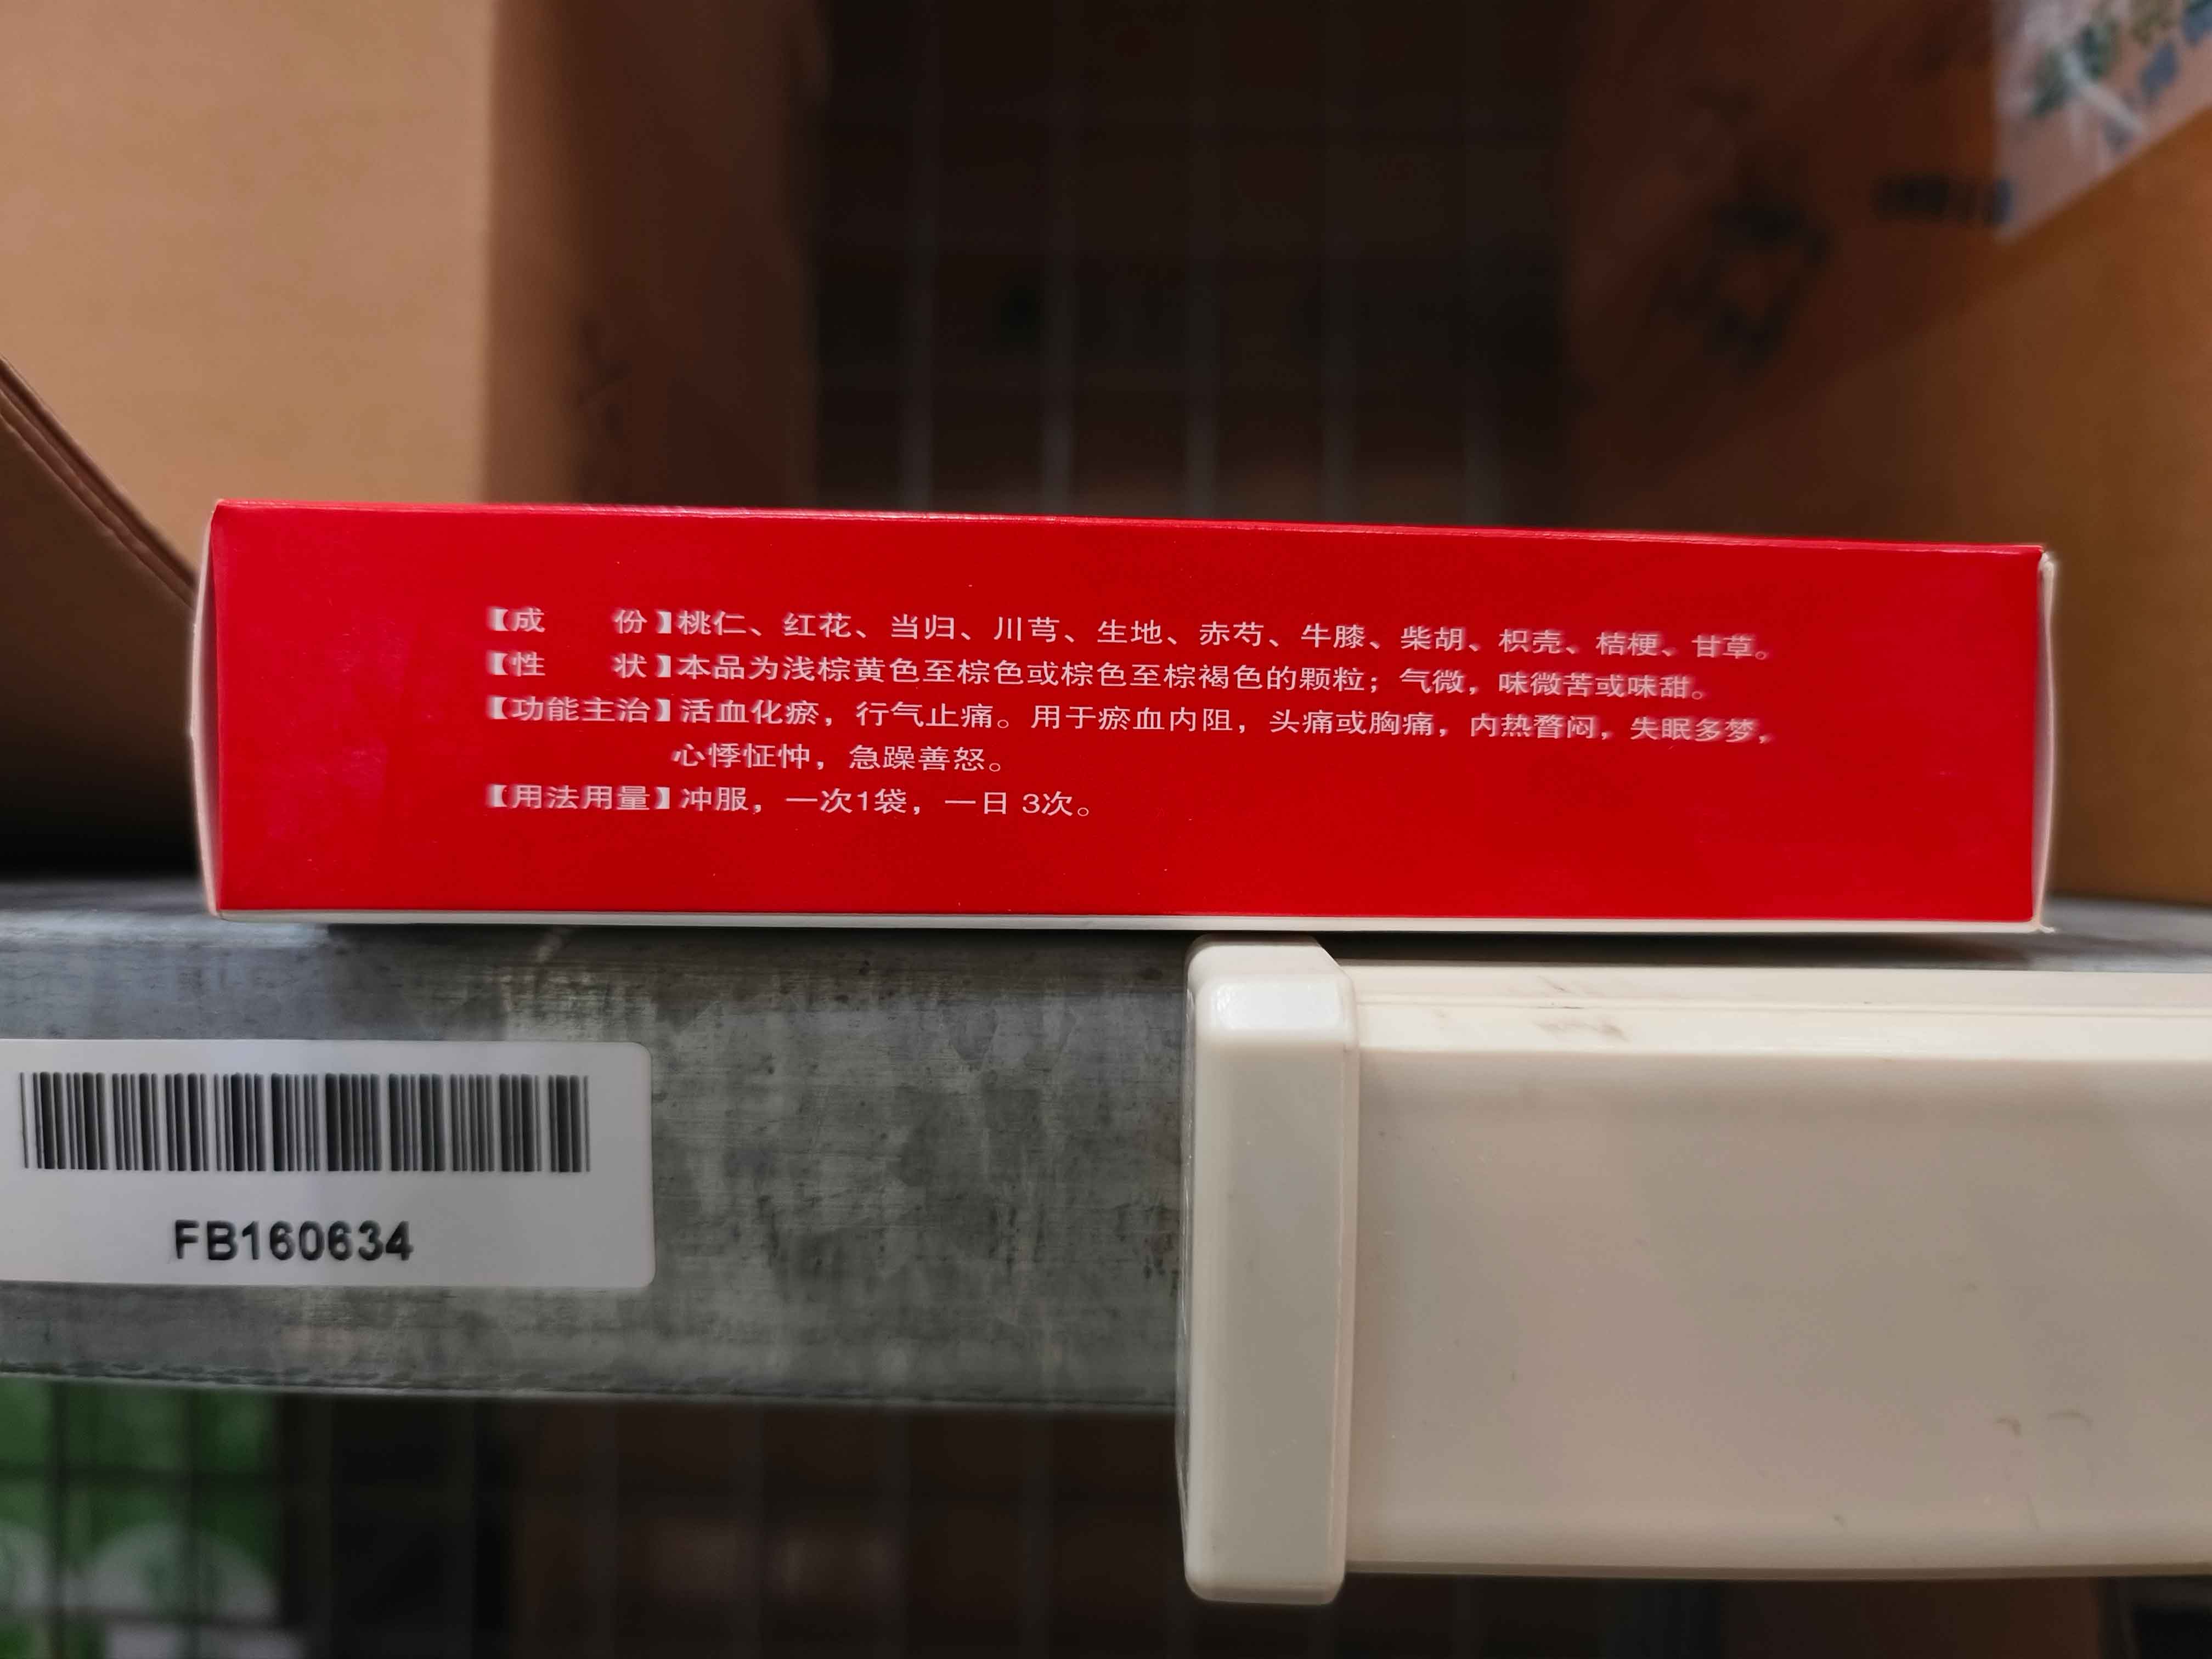 【成　　份】桃仁、红花、当归、川芎、生地、赤芍、牛膝、柴胡、枳壳、桔梗、甘草。
【性　　状】本品为浅棕黄色至棕色或棕色至棕褐色的颗粒；气微，味微苦或味甜。
【功能主治】活血化瘀，行气止痛。用于瘀血内阻，头痛或胸痛，内热瞀闷，失眠多梦，
心悸怔忡，急躁善怒。
【用法用量】冲服，一次1袋，一日 3次。
FB160634